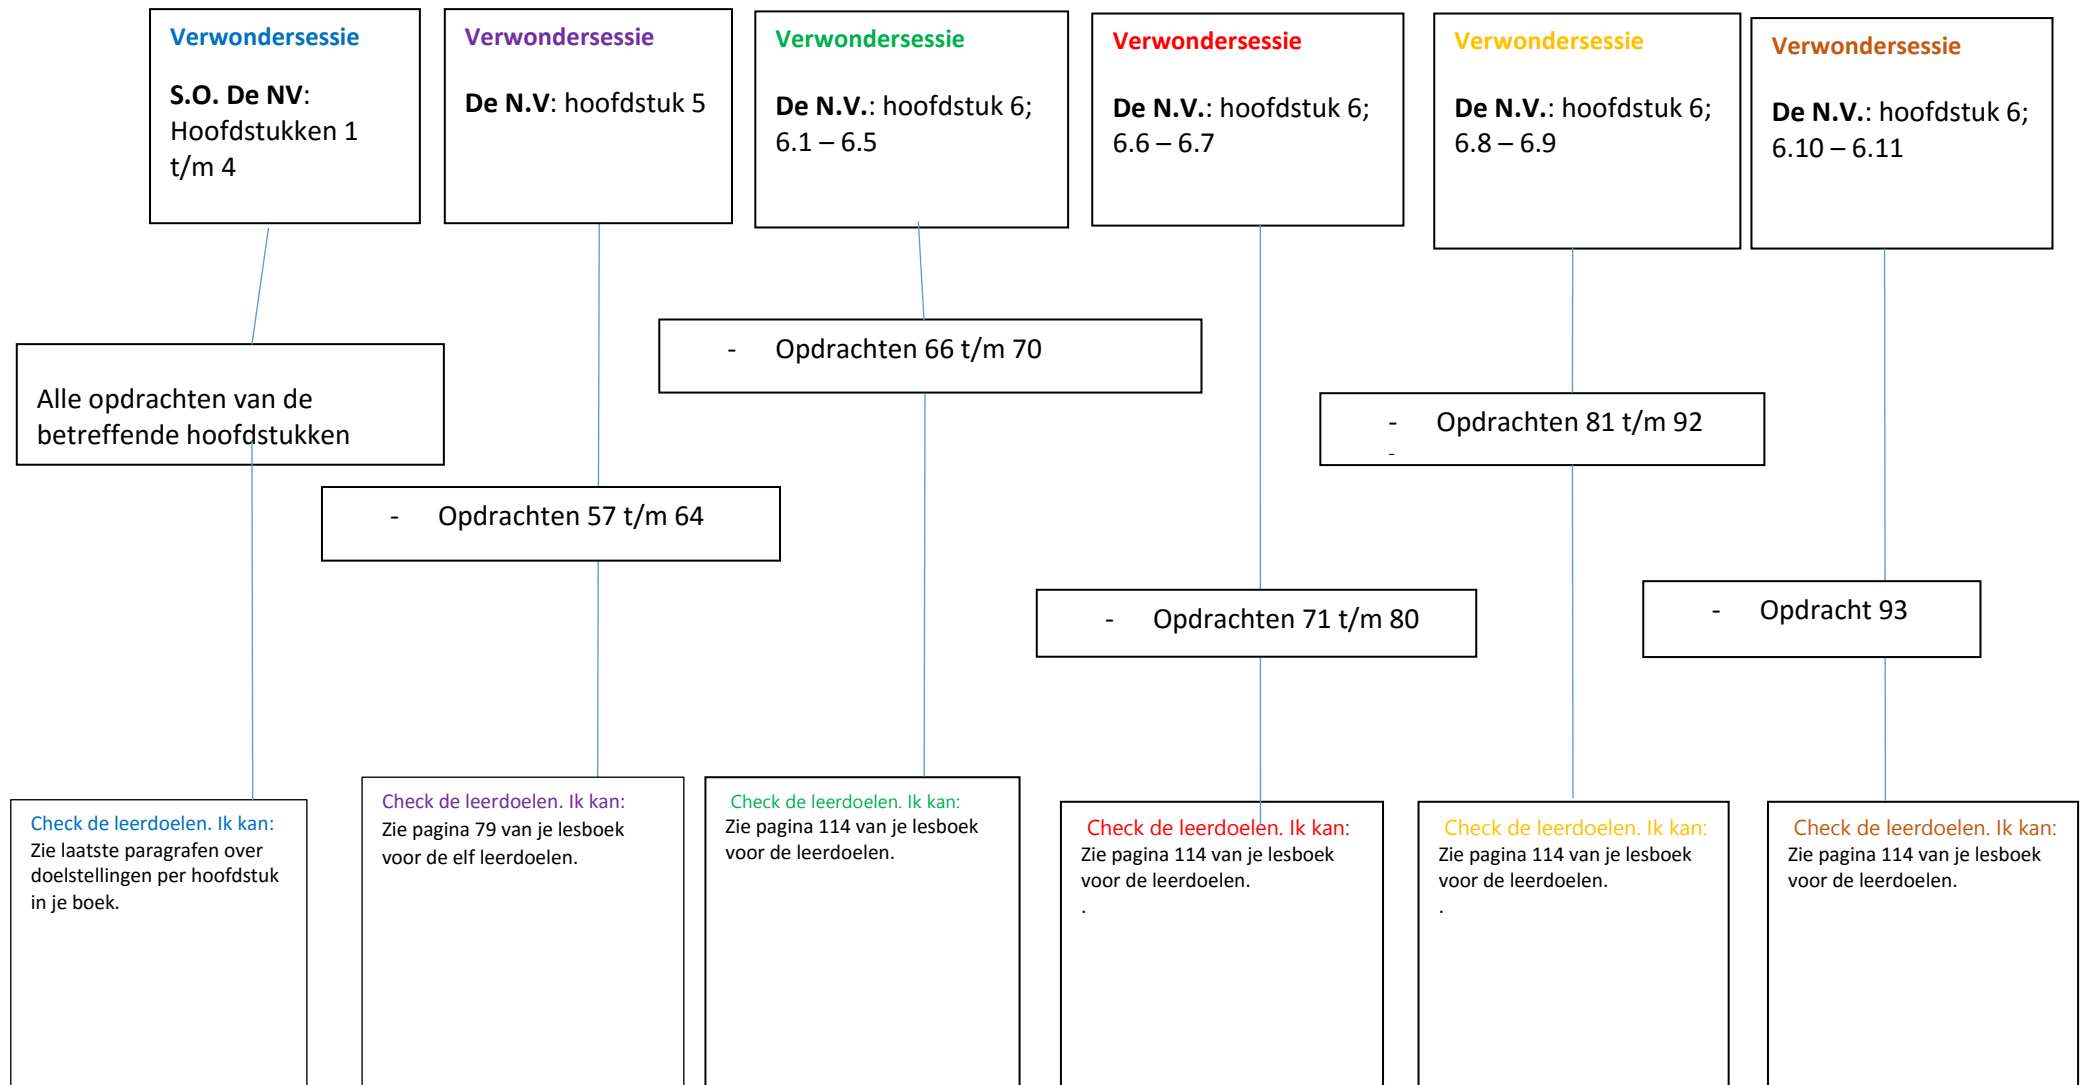 Verwondersessie
S.O. De NV:
Hoofdstukken 1
t/m 4
Verwondersessie
De N.V: hoofdstuk 5
Verwondersessie
De N.V.: hoofdstuk 6;
6.1 – 6.5
Verwondersessie
De N.V.: hoofdstuk 6;
6.6 – 6.7
Verwondersessie
De N.V.: hoofdstuk 6;
6.8 – 6.9
Verwondersessie
De N.V.: hoofdstuk 6;
6.10 – 6.11
Alle opdrachten van de
betreffende hoofdstukken
- Opdrachten 57 t/m 64
- Opdrachten 66 t/m 70
- Opdrachten 71 t/m 80
- Opdrachten 81 t/m 92
-
- Opdracht 93
Check de leerdoelen. Ik kan:
Zie laatste paragrafen over
doelstellingen per hoofdstuk
in je boek.
Check de leerdoelen. Ik kan:
Zie pagina 79 van je lesboek
voor de elf leerdoelen.
Check de leerdoelen. Ik kan:
Zie pagina 114 van je lesboek
voor de leerdoelen.
Check de leerdoelen. Ik kan:
Zie pagina 114 van je lesboek
voor de leerdoelen.
.
Check de leerdoelen. Ik kan:
Zie pagina 114 van je lesboek
voor de leerdoelen.
.
Check de leerdoelen. Ik kan:
Zie pagina 114 van je lesboek
voor de leerdoelen.